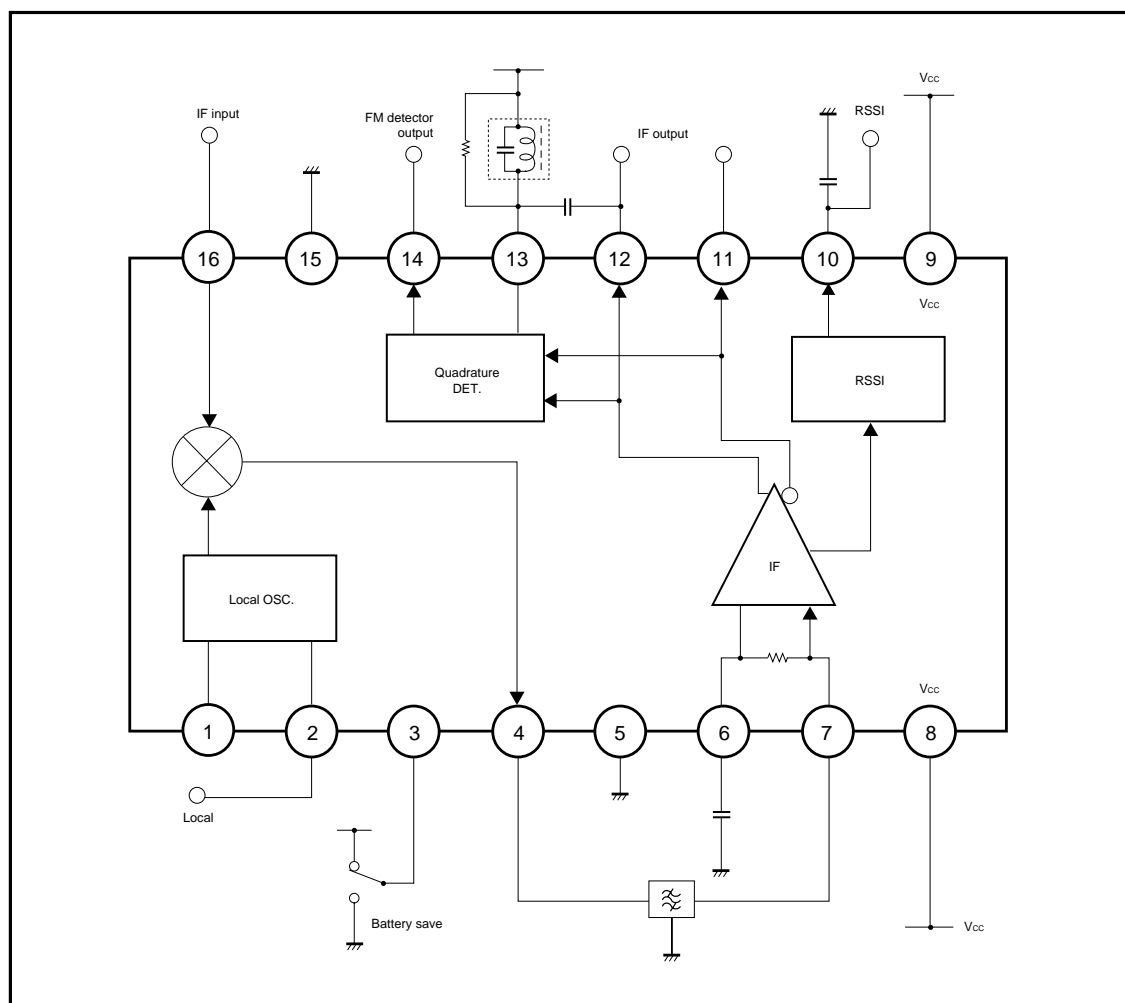 Vcc
IF input
FM detector
output
IF output
RSSI
16
15
14
13
12
11
10
9
Vcc
Quadrature
DET.
RSSI
IF
Local OSC.
Vcc
1
2
3
4
5
6
7
8
Local
Battery save
Vcc